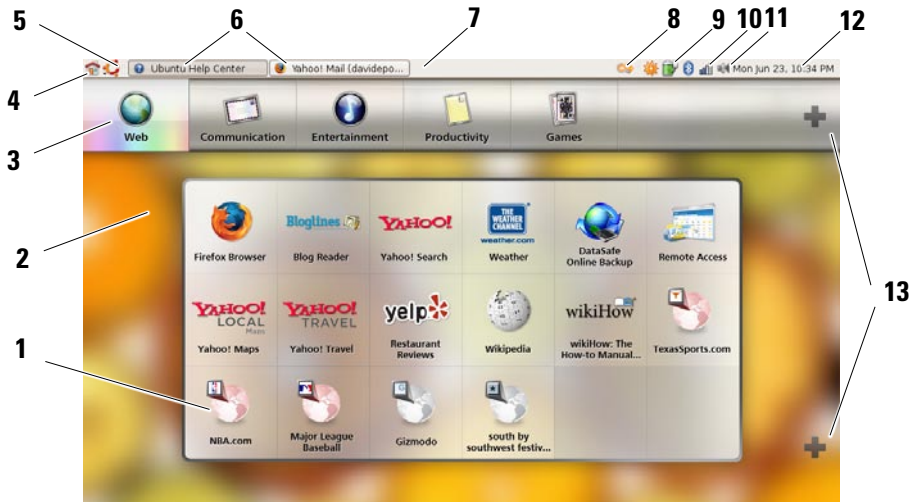 5
6
7
8
9
10
11
12
Ubuntu Help Center
Yahoo! Mail (davidepo...
Mon Jun 23, 10:34 PM
4
3
Web
Communication
Entertainment
Productivity
Games
2
Firefox Browser
Bloglines
Blog Reader
YAHOO!
Yahoo! Search
THE WEATHER CHANNEL
weather.com
Weather
DataSafe
Online Backup
Remote Access
13
YAHOO!
LOCAL
Maps
Yahoo! Maps
YAHOO!
TRAVEL
Yahoo! Travel
yelp
Restaurant
Reviews
Wikipedia
wikiHow
wikiHow: The
How-to Manual...
TexasSports.com
1
NBA.com
Major League
Baseball
Gizmodo
south by
southwest festiv...